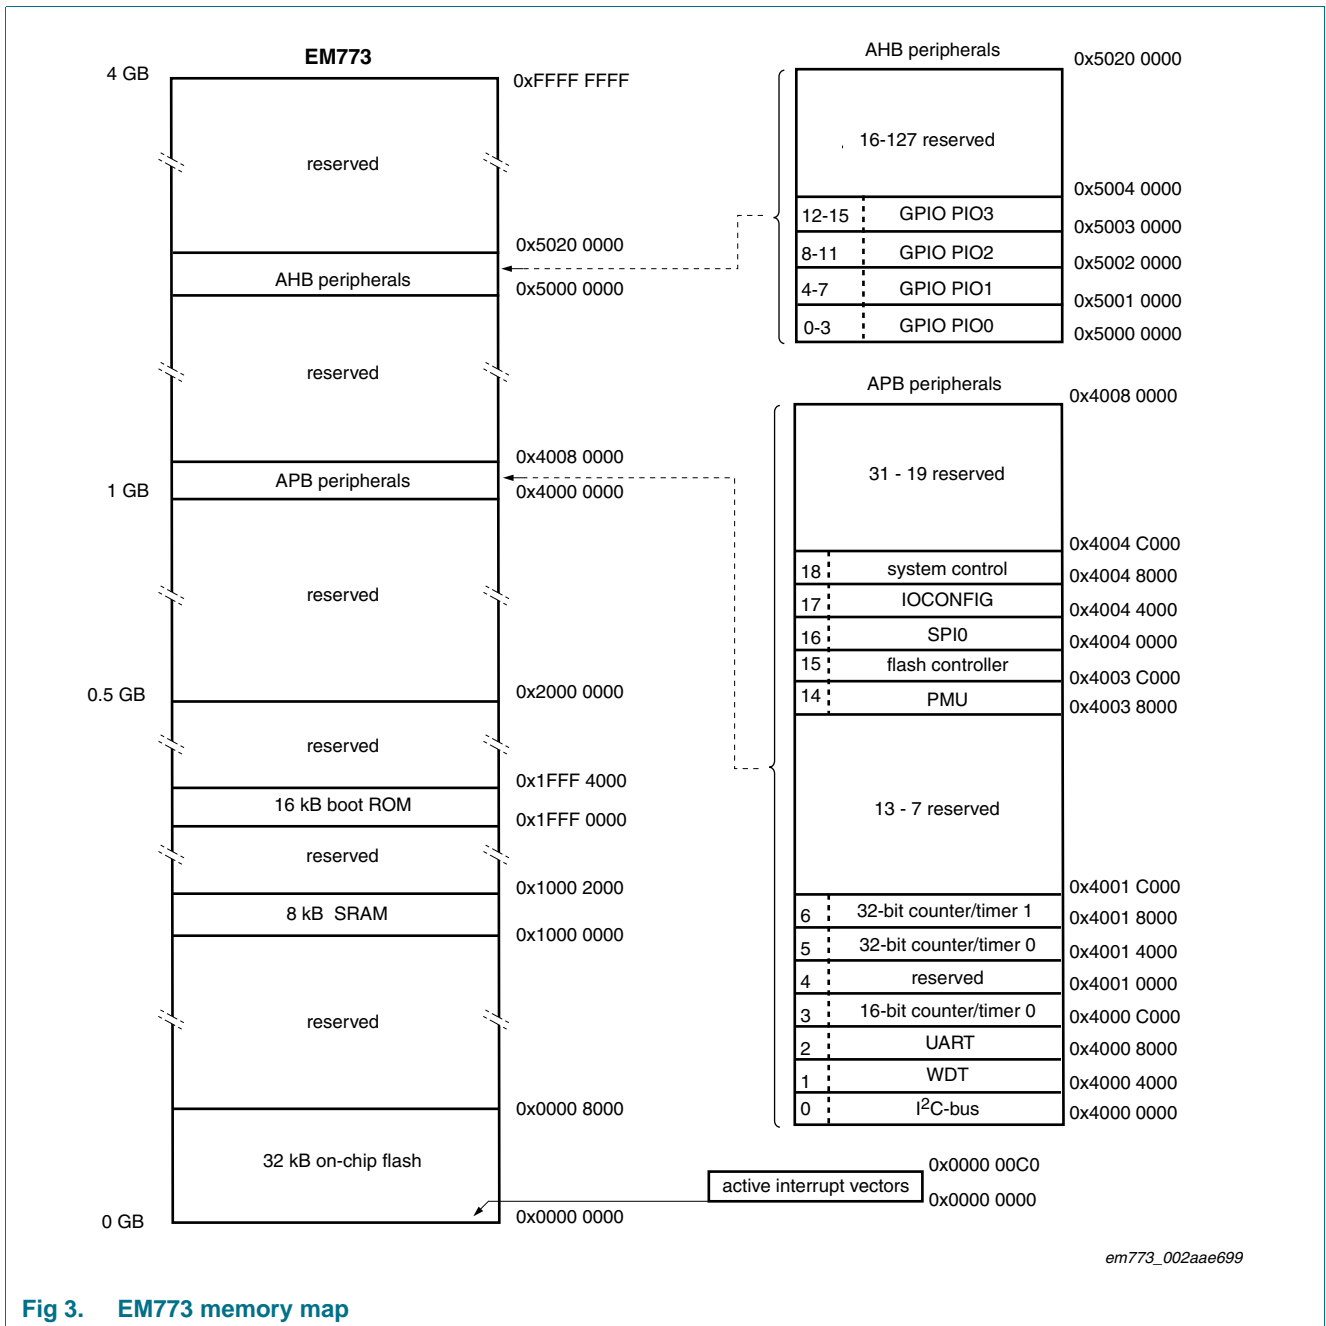 EM773
4 GB
0xFFFF FFFF
reserved
0x5020 0000
AHB peripherals
0x5000 0000
reserved
0x4008 0000
APB peripherals
1 GB
0x4000 0000
reserved
0.5 GB
0x2000 0000
reserved
0x1FFF 4000
16 kB boot ROM
0x1FFF 0000
reserved
0x1000 2000
8 kB SRAM
0x1000 0000
reserved
0x0000 8000
32 kB on-chip flash
0 GB
0x0000 0000
AHB peripherals
0x5020 0000
16-127 reserved
0x5004 0000
12-15 GPIO PIO3
0x5003 0000
8-11 GPIO PIO2
0x5002 0000
4-7 GPIO PIO1
0x5001 0000
0-3 GPIO PIO0
0x5000 0000
APB peripherals
0x4008 0000
31 - 19 reserved
0x4004 C000
18 system control
0x4004 8000
17 IOCONFIG
0x4004 4000
16 SPI0
0x4004 0000
15 flash controller
0x4003 C000
14 PMU
0x4003 8000
13 - 7 reserved
0x4001 C000
6 32-bit counter/timer 1
0x4001 8000
5 32-bit counter/timer 0
0x4001 4000
4 reserved
0x4001 0000
3 16-bit counter/timer 0
0x4000 C000
2 UART
0x4000 8000
1 WDT
0x4000 4000
0 I2C-bus
0x4000 0000
0x0000 00C0
active interrupt vectors
0x0000 0000
em773_002aae699
Fig 3. EM773 memory map